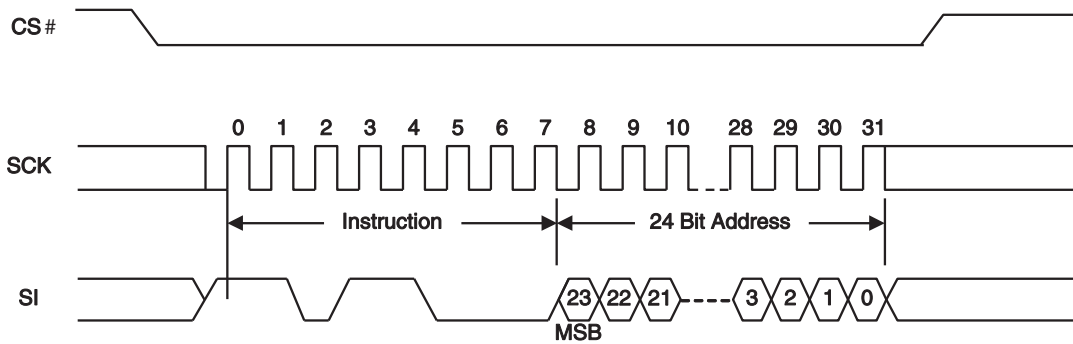 CS #
0 1 2 3 4 5 6 7 8 9 10 28 29 30 31
SCK
Instruction 24 Bit Address
SI 23 22 21 3 2 1 0
MSB